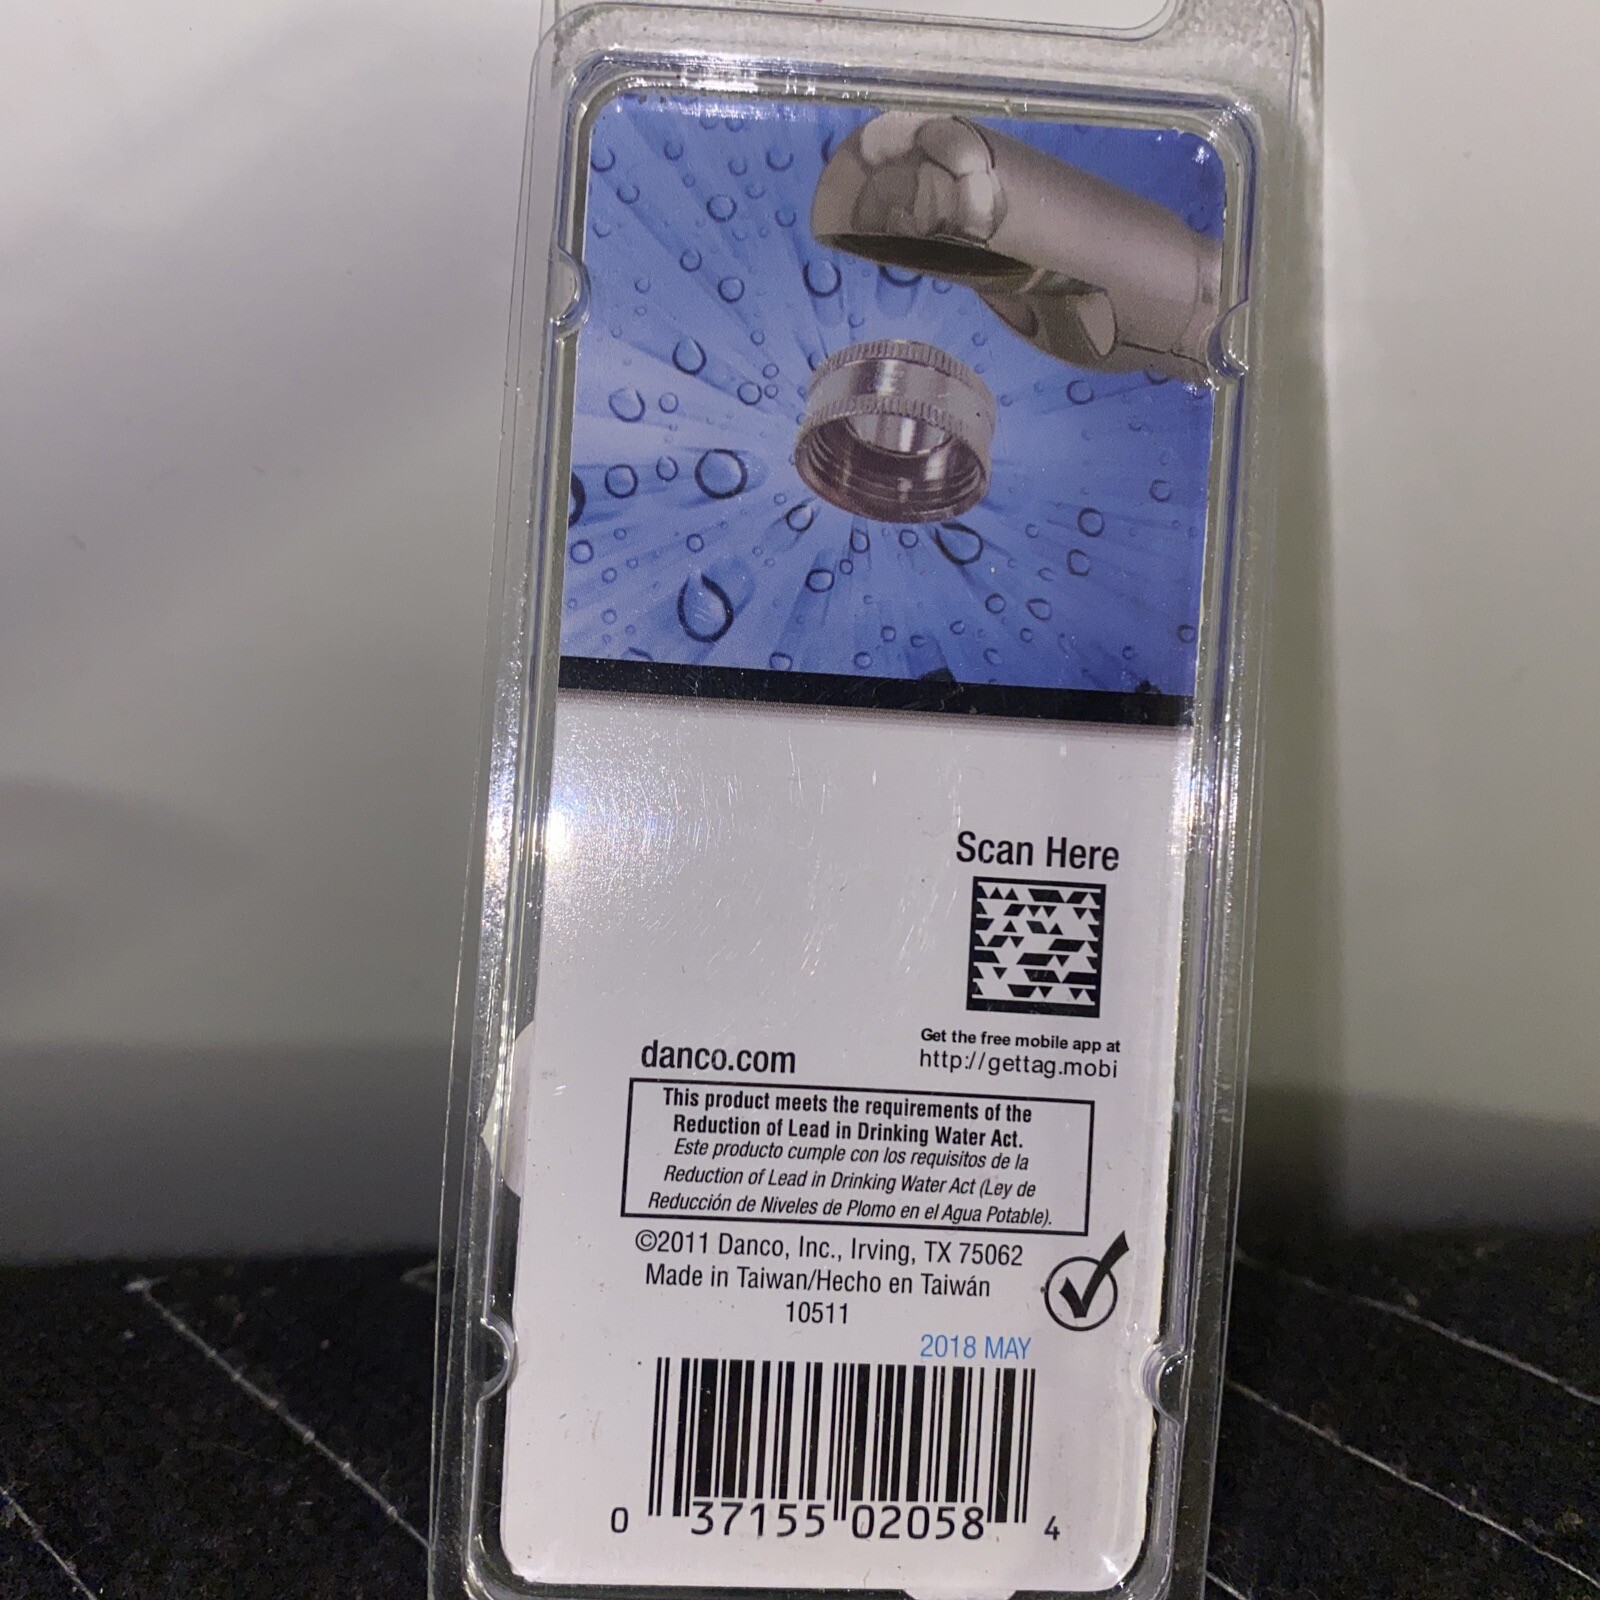 Scan Here
Get the free mobile app at
http://gettag.mobi
danco.com
This product meets the requirements of the
Reduction of Lead in Drinking Water Act.
Este producto cumple con los requisitos de la
Reduction of Lead in Drinking Water Act (Ley de
Reducción de Niveles de Plomo en el Agua Potable).
©2011 Danco, Inc., Irving, TX 75062
Made in Taiwan/Hecho en Taiwán
10511
2018 MAY
0 37155 02058 4